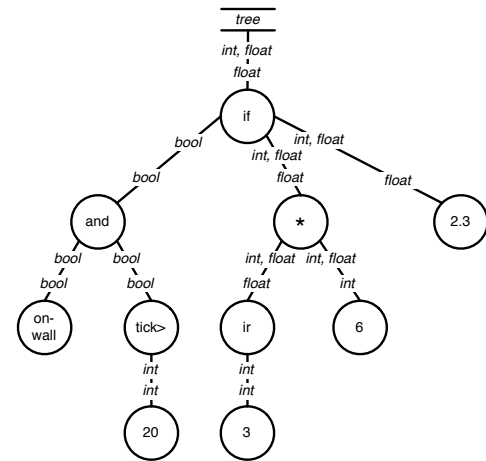 tree
int, float
float
if
bool
int, float
int, float
bool
float
float
and
*
2.3
bool
bool
int, float
int, float
bool
bool
float
int
on-
wall
tick>
ir
6
int
int
int
int
20
3